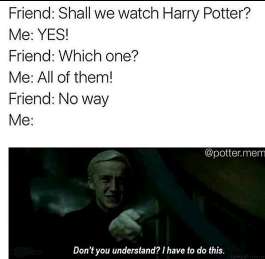 Friend: Shall we watch Harry Potter?
Me: YES!
Friend: Which one?
Me: All of them!
Friend: No way
Me:
@potter.mem
Don't you understand? I have to do this.